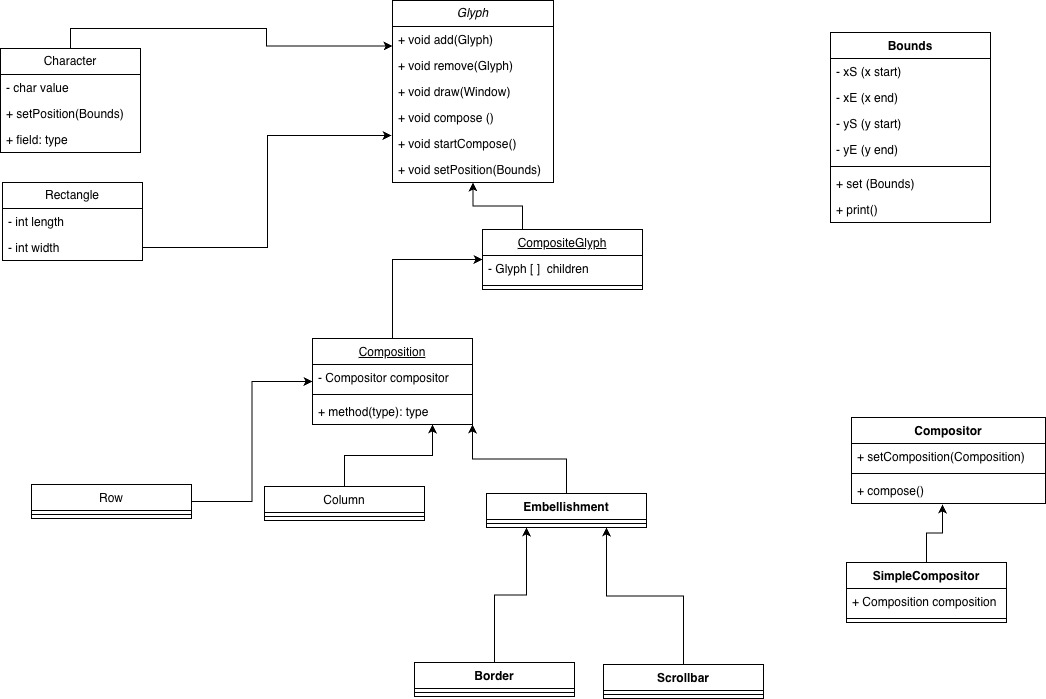 Glyph
+ void add(Glyph)
+ void remove(Glyph)
+ void draw(Window)
+ void compose ()
+ void startCompose()
+ void setPosition(Bounds)
Character
- char value
+ setPosition(Bounds)
+ field: type
Rectangle
- int length
- int width
Bounds
- xS (x start)
- xE (x end)
- yS (y start)
- yE (y end)
+ set (Bounds)
+ print()
CompositeGlyph
- Glyph [ ]  children
Composition
- Compositor compositor
+ method(type): type
Compositor
+ setComposition(Composition)
+ compose()
Row
Column
Embellishment
SimpleCompositor
+ Composition composition
Border
Scrollbar